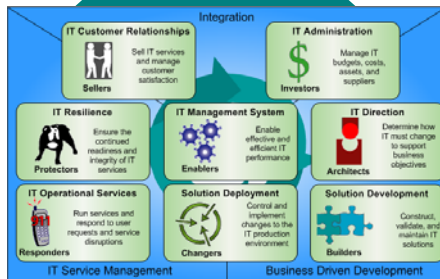 Integration
IT Customer Relationships
Sell IT services
and manage
customer
satisfaction
Sellers
IT Administration
Manage IT
budgets, costs,
assets, and
suppliers
Investors
IT Resilience
Ensure the
continued
readiness and
integrity of IT
services
Protectors
IT Management System
Enable
effective and
efficient IT
performance
Enablers
IT Direction
Determine how
IT must change
to support
business
objectives
Architects
IT Operational Services
911
Run services and
respond to user
requests and service
disruptions
Responders
Solution Deployment
Control and
implement
changes to the
IT production
environment
Changers
Solution Development
Construct,
validate, and
maintain IT
solutions
Builders
IT Service Management
Business Driven Development